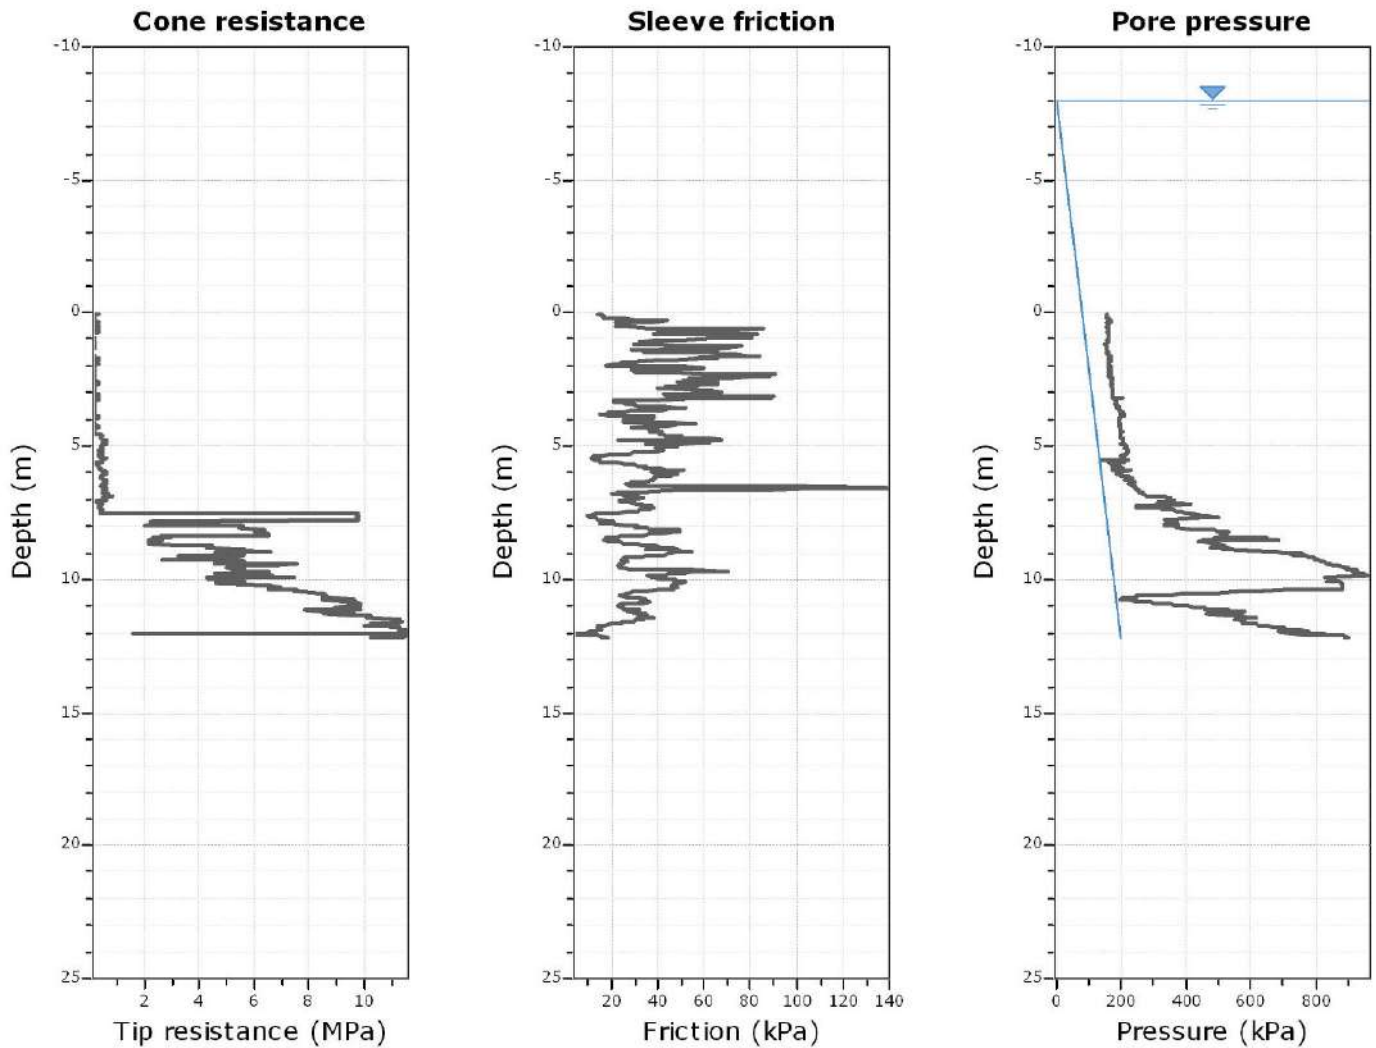 Cone resistance
-10
-5
0
5
10
15
20
25
Depth (m)
2 4 6 8 10
Tip resistance (MPa)
Sleeve friction
-10
-5
0
5
10
15
20
25
Depth (m)
20 40 60 80 100 120 140
Friction (kPa)
Pore pressure
-10
-5
0
5
10
15
20
25
Depth (m)
0 200 400 600 800
Pressure (kPa)